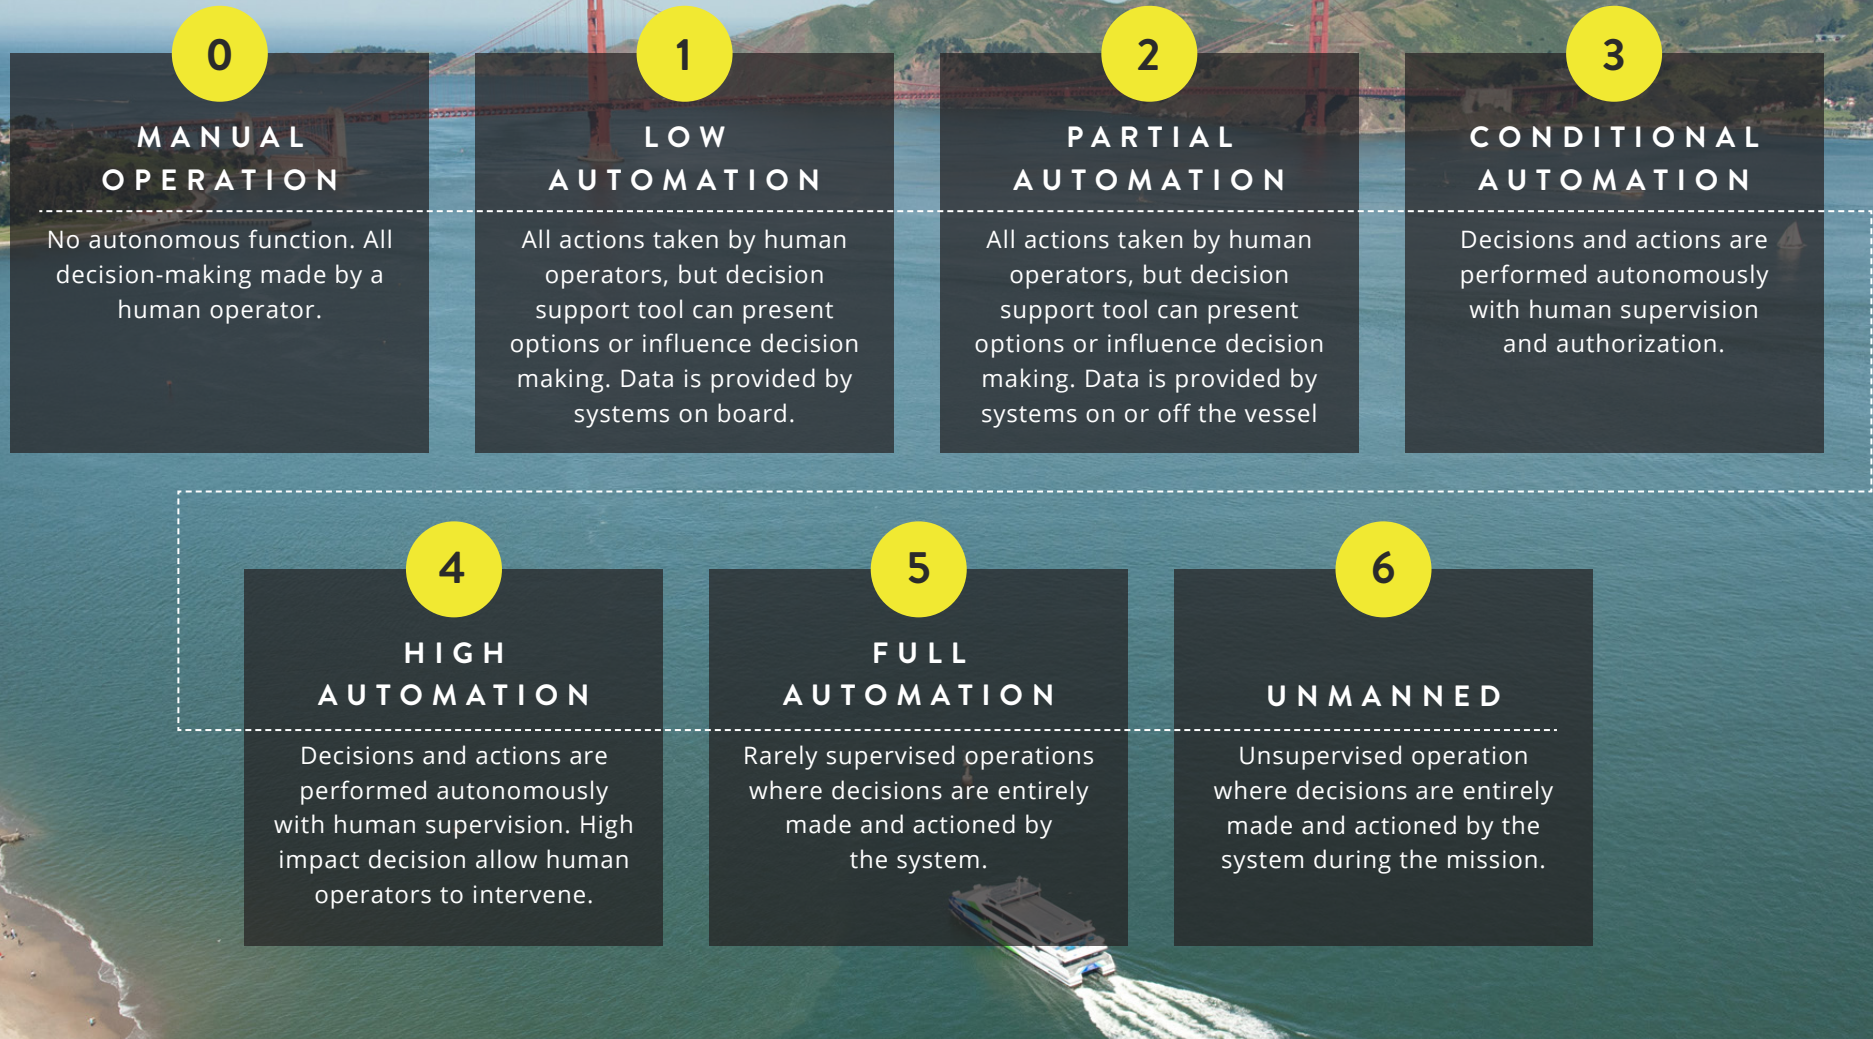 0
MANUAL
OPERATION
No autonomous function. All
decision-making made by a
human operator.
1
LOW
AUTOMATION
All actions taken by human
operators, but decision
support tool can present
options or influence decision
making. Data is provided by
systems on board.
2
PARTIAL
AUTOMATION
All actions taken by human
operators, but decision
support tool can present
options or influence decision
making. Data is provided by
systems on or off the vessel
3
CONDITIONAL
AUTOMATION
Decisions and actions are
performed autonomously
with human supervision
and authorization.
4
HIGH
AUTOMATION
Decisions and actions are
performed autonomously
with human supervision. High
impact decision allow human
operators to intervene.
5
FULL
AUTOMATION
Rarely supervised operations
where decisions are entirely
made and actioned by
the system.
6
UNMANNED
Unsupervised operation
where decisions are entirely
made and actioned by the
system during the mission.